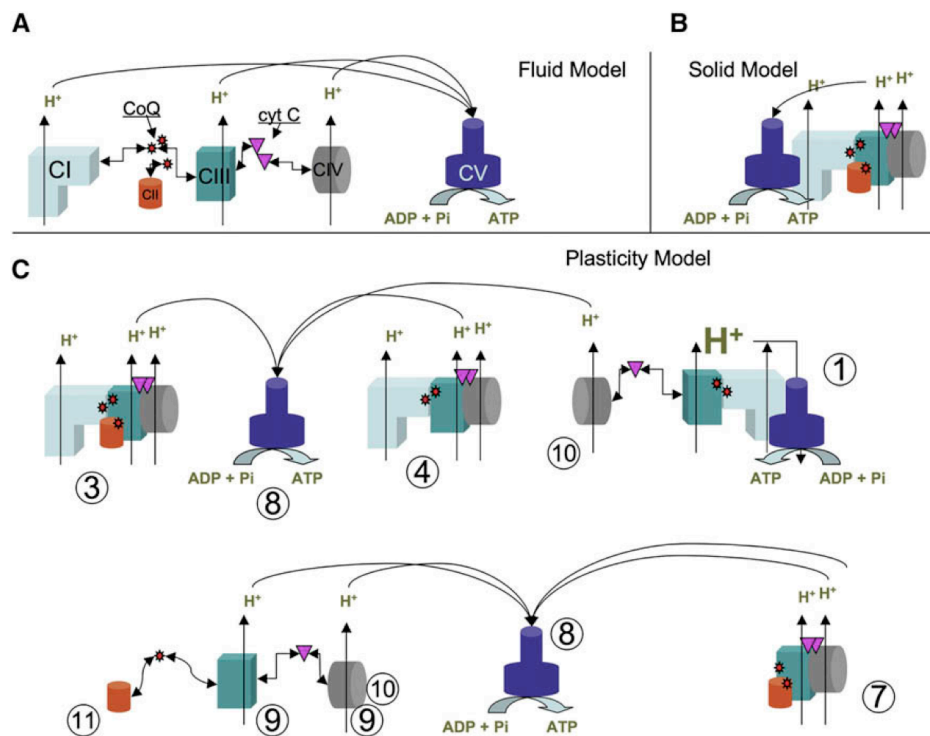 A
B
Fluid Model
Solid Model
H⁺ H⁺ H⁺
H⁺ H⁺ H⁺
CoQ
cyt C
CI
CII
CIII
CIV
CV
ADP + Pi ATP
ADP + Pi ATP
C
Plasticity Model
H⁺ H⁺ H⁺
H⁺ H⁺ H⁺
H⁺
H⁺
1
3
ADP + Pi ATP
8
4
10
ATP ADP + Pi
H⁺ H⁺
H⁺ H⁺
8
11
9
10
9
ADP + Pi ATP
7